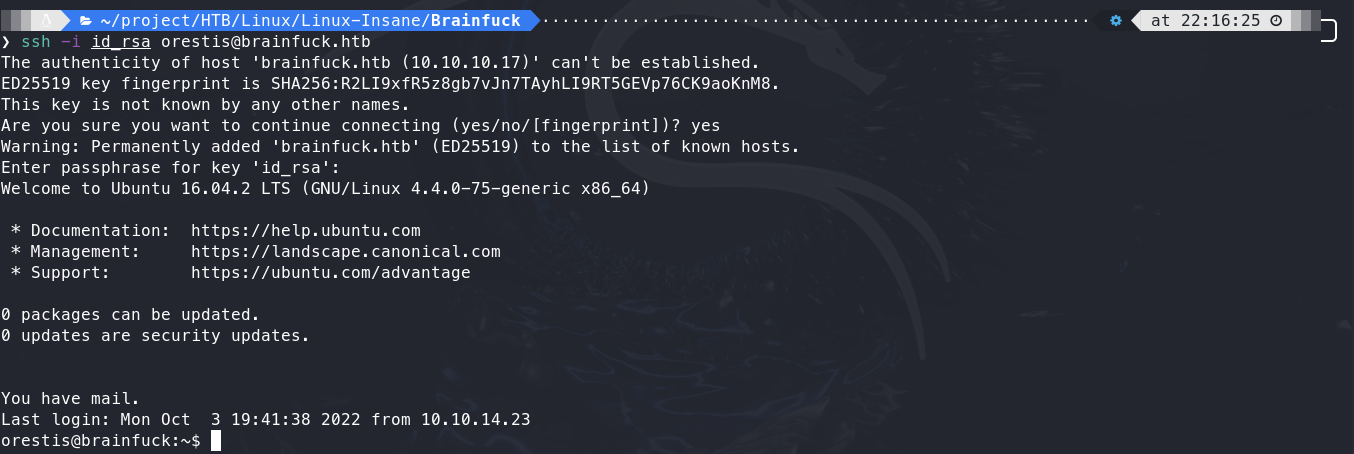 ~/project/HTB/Linux/Linux-Insane/Brainfuck at 22:16:25
❯ ssh -i id_rsa orestis@brainfuck.htb
The authenticity of host 'brainfuck.htb (10.10.10.17)' can't be established.
ED25519 key fingerprint is SHA256:R2LI9xfR5z8gb7vJn7TAyhLI9RT5GEVp76CK9aoKnM8.
This key is not known by any other names.
Are you sure you want to continue connecting (yes/no/[fingerprint])? yes
Warning: Permanently added 'brainfuck.htb' (ED25519) to the list of known hosts.
Enter passphrase for key 'id_rsa':
Welcome to Ubuntu 16.04.2 LTS (GNU/Linux 4.4.0-75-generic x86_64)
* Documentation:  https://help.ubuntu.com
* Management:     https://landscape.canonical.com
* Support:        https://ubuntu.com/advantage
0 packages can be updated.
0 updates are security updates.
You have mail.
Last login: Mon Oct  3 19:41:38 2022 from 10.10.14.23
orestis@brainfuck:~$